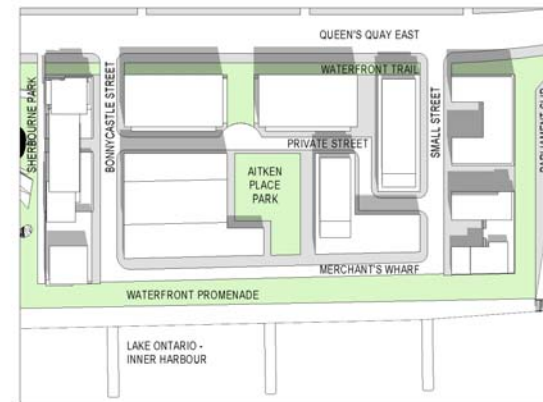 QUEEN'S QUAY EAST
WATERFRONT TRAIL
SHERBOURNE PARK
BONNYCASTLE STREET
SMALL STREET
PRIVATE STREET
AITKEN
PLACE
PARK
MERCHANT'S WHARF
WATERFRONT PROMENADE
LAKE ONTARIO -
INNER HARBOUR